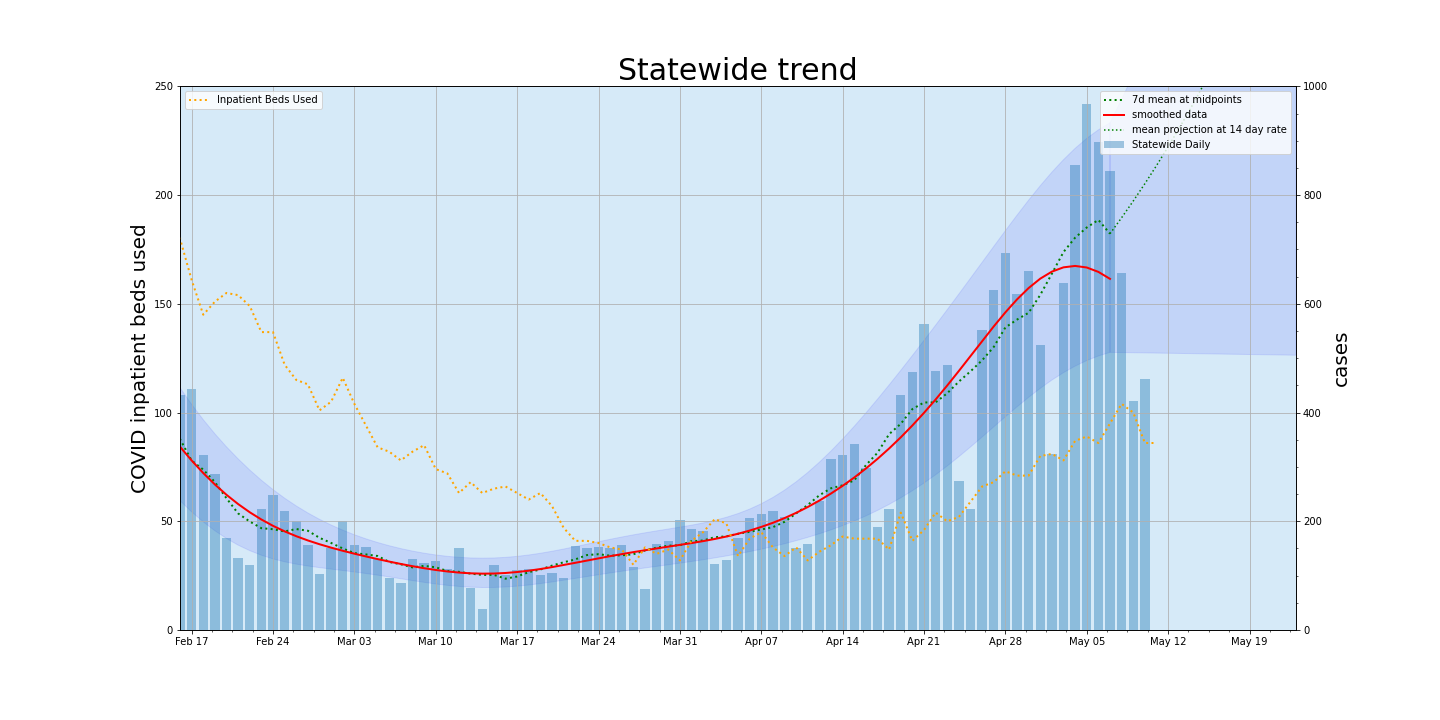 Statewide trend
Inpatient Beds Used
7d mean at midpoints
smoothed data
mean projection at 14 day rate
Statewide Daily
COVID inpatient beds used
250
200
150
100
50
0
cases
1000
800
600
400
200
0
Feb 17 Feb 24 Mar 03 Mar 10 Mar 17 Mar 24 Mar 31 Apr 07 Apr 14 Apr 21 Apr 28 May 05 May 12 May 19